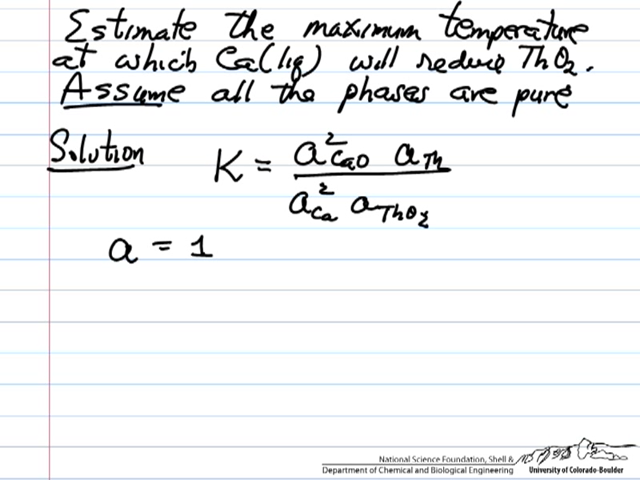 Estimate the maximum temperature
at which Ca(liq) will reduce ThO₂.
Assume all the phases are pure
Solution K = a²CaO aTh / a²Ca aThO₂
a = 1
National Science Foundation, Shell &
Department of Chemical and Biological Engineering
University of Colorado-Boulder